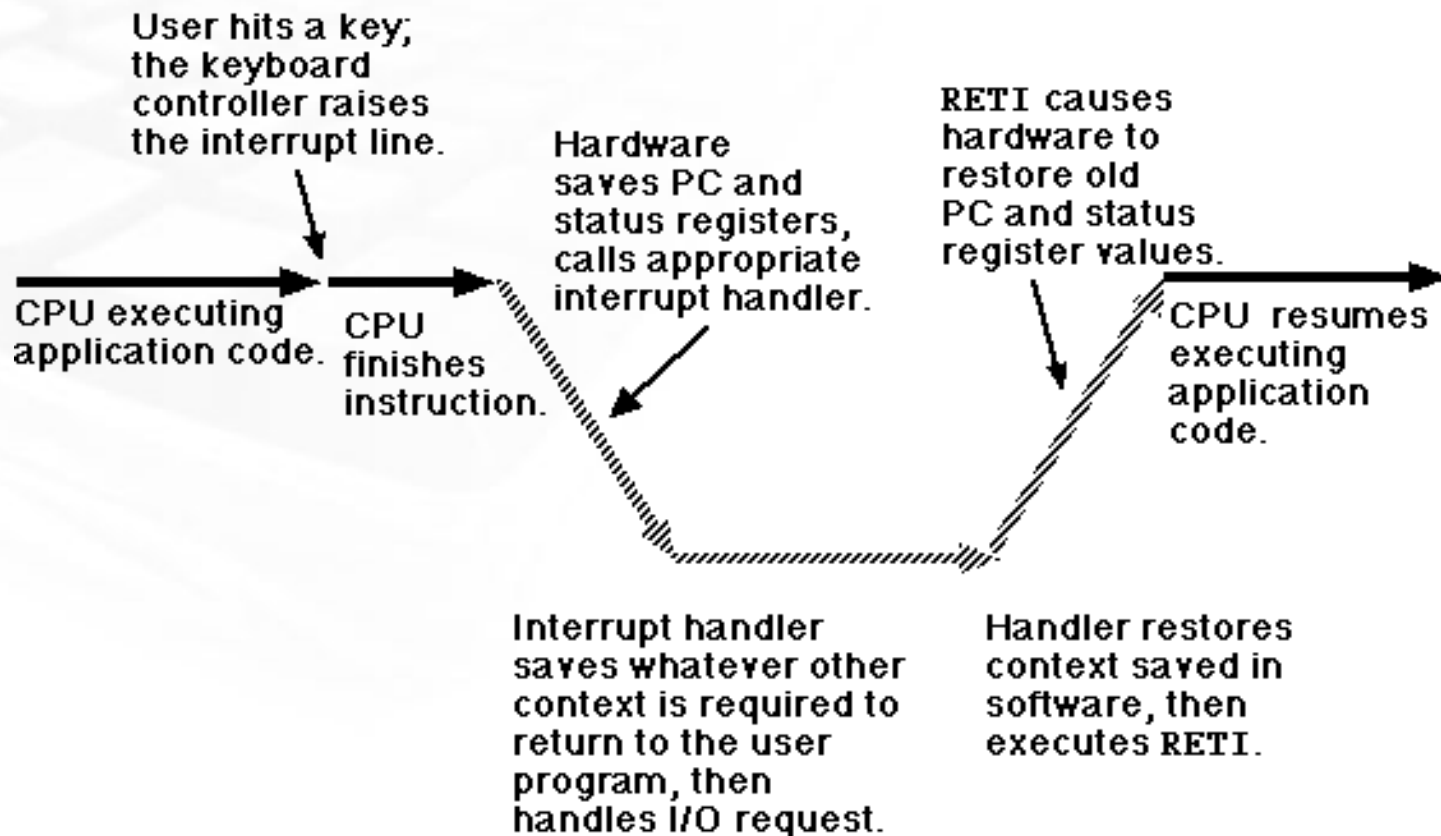 User hits a key;
the keyboard
controller raises
the interrupt line.
Hardware
saves PC and
status registers,
calls appropriate
interrupt handler.
RETI causes
hardware to
restore old
PC and status
register values.
CPU executing
application code.
CPU
finishes
instruction.
CPU resumes
executing
application
code.
Interrupt handler
saves whatever other
context is required to
return to the user
program, then
handles I/O request.
Handler restores
context saved in
software, then
executes RETI.